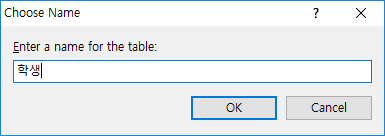 Choose Name
?
Enter a name for the table:
학생
OK Cancel